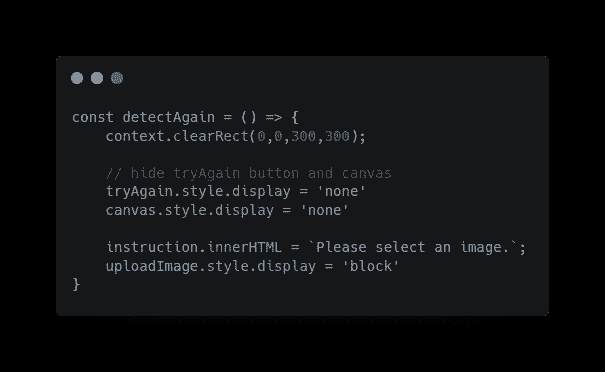 const detectAgain = () => {
    context.clearRect(0,0,300,300);
    // hide tryAgain button and canvas
    tryAgain.style.display = 'none'
    canvas.style.display = 'none'
    instruction.innerHTML = `Please select an image.`;
    uploadImage.style.display = 'block'
}